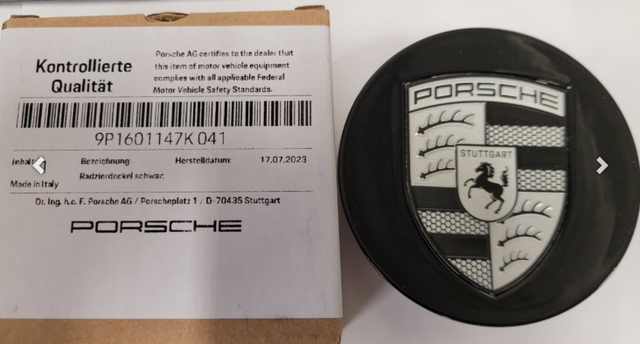 Kontrollierte
Qualität
Porsche AG certifies to the dealer that
this item of motor vehicle equipment
complies with all applicable Federal
Motor Vehicle Safety Standards.
9P1601147K 041
Bezeichnung: Herstelldatum: 17.07.2023
Radzierdeckel schwarz
Made in Italy
Dr. Ing. h.c. F. Porsche AG / Porscheplatz 1 / D-70435 Stuttgart
PORSCHE
PORSCHE
STUTTGART